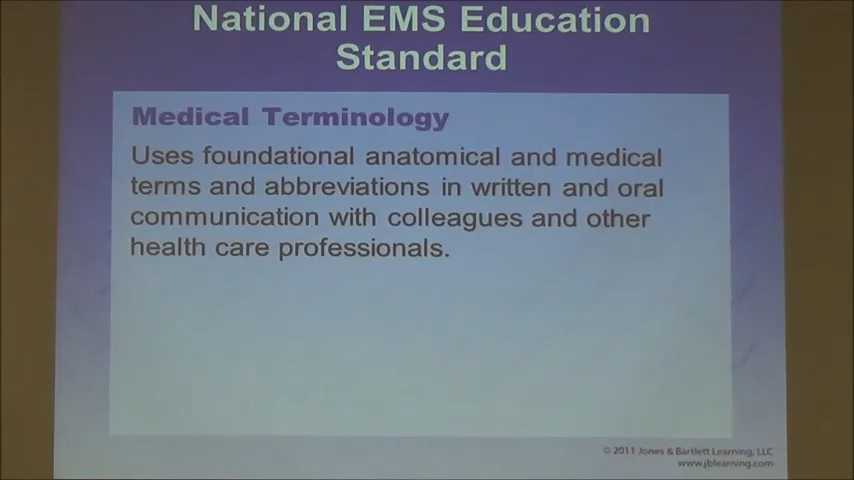 National EMS Education
Standard
Medical Terminology
Uses foundational anatomical and medical
terms and abbreviations in written and oral
communication with colleagues and other
health care professionals.
© 2011 Jones & Bartlett Learning, LLC
www.jblearning.com